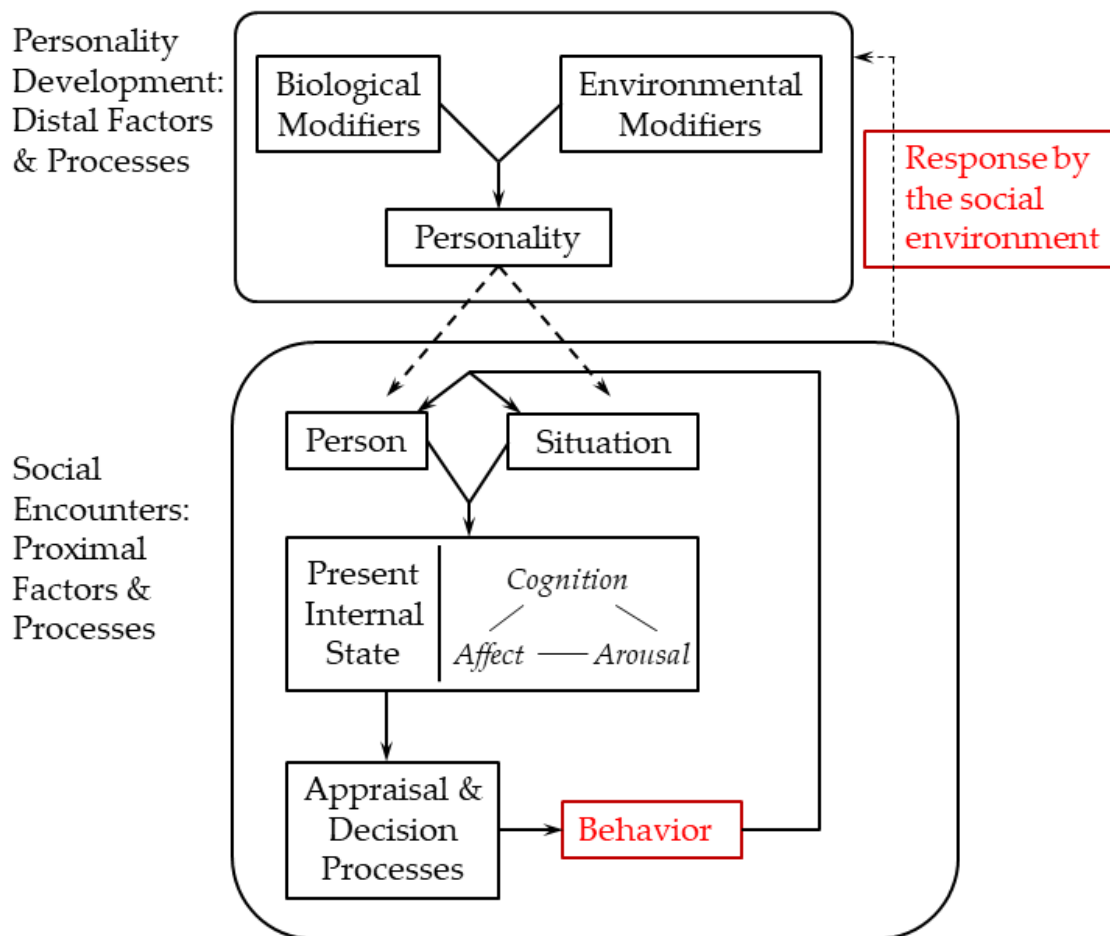 Personality
Development:
Distal Factors
& Processes
Biological
Modifiers
Environmental
Modifiers
Personality
Response by
the social
environment
Social
Encounters:
Proximal
Factors &
Processes
Person
Situation
Present
Internal
State
Cognition
Affect
Arousal
Appraisal &
Decision
Processes
Behavior